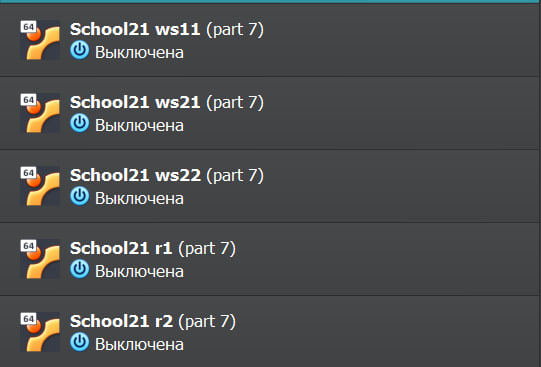 64
School21 ws11 (part 7)
Выключена
64
School21 ws21 (part 7)
Выключена
64
School21 ws22 (part 7)
Выключена
64
School21 r1 (part 7)
Выключена
64
School21 r2 (part 7)
Выключена